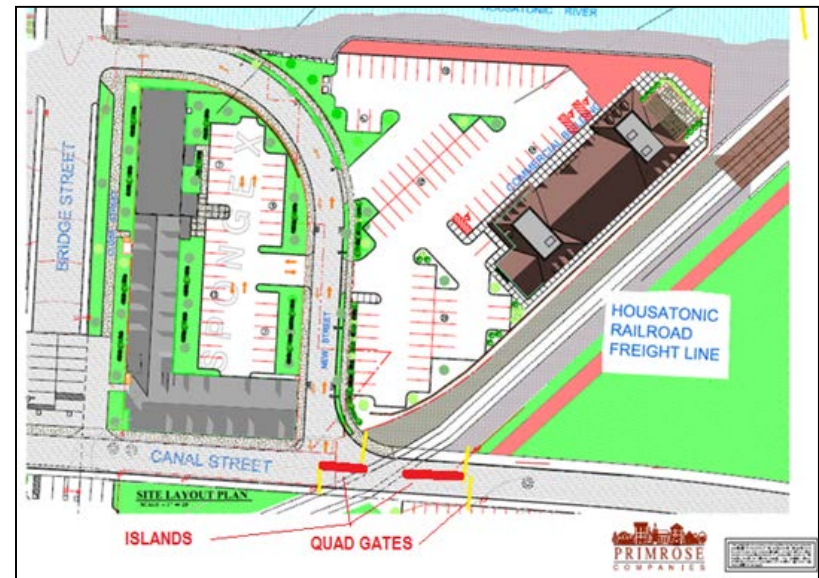 HOUSATONIC RIVER
BRIDGE STREET
SPONGEX
COMMERCIAL BUILDING
NEW STREET
HOUSATONIC
RAILROAD
FREIGHT LINE
CANAL STREET
SITE LAYOUT PLAN
ISLANDS
QUAD GATES
PRIMROSE
COMPANIES